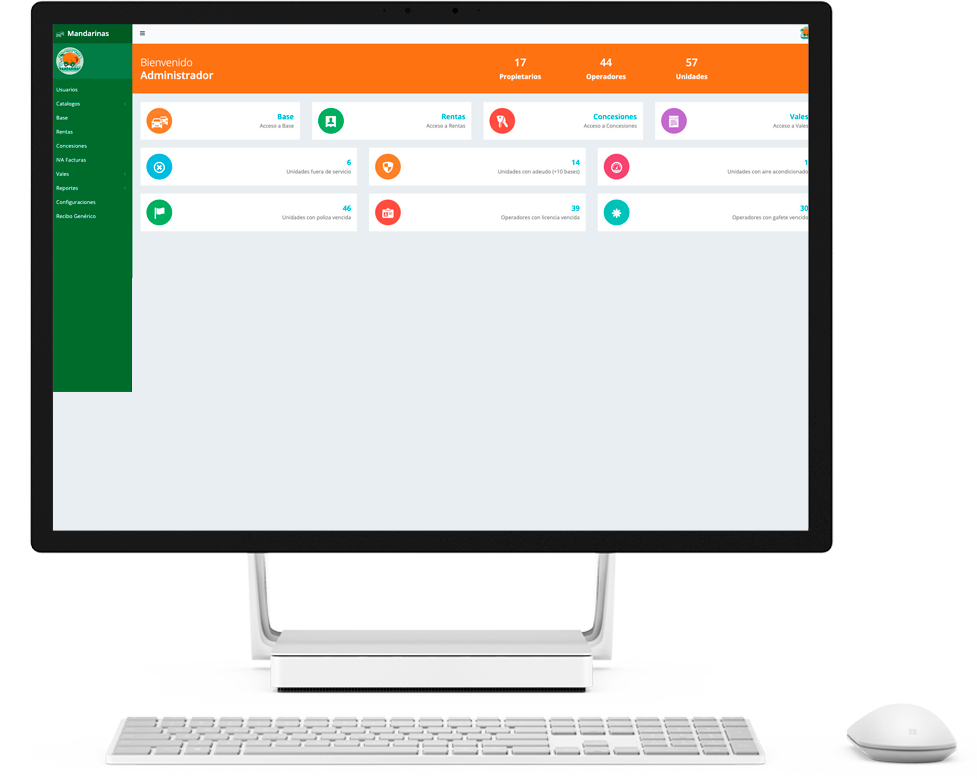 Mandarinas
Bienvenido
Administrador
17
Propietarios
44
Operadores
57
Unidades
Usuarios
Catalogos
Base
Rentas
Concesiones
IVA Facturas
Vales
Reportes
Configuraciones
Recibo Genérico
Base
Acceso a Base
Rentas
Acceso a Rentas
Concesiones
Acceso a Concesiones
Vales
Acceso a Vales
6
Unidades fuera de servicio
14
Unidades con adeudo (+10 bases)
1
Unidades con aire acondicionado
46
Unidades con poliza vencida
39
Operadores con licencia vencida
30
Operadores con gafete vencido